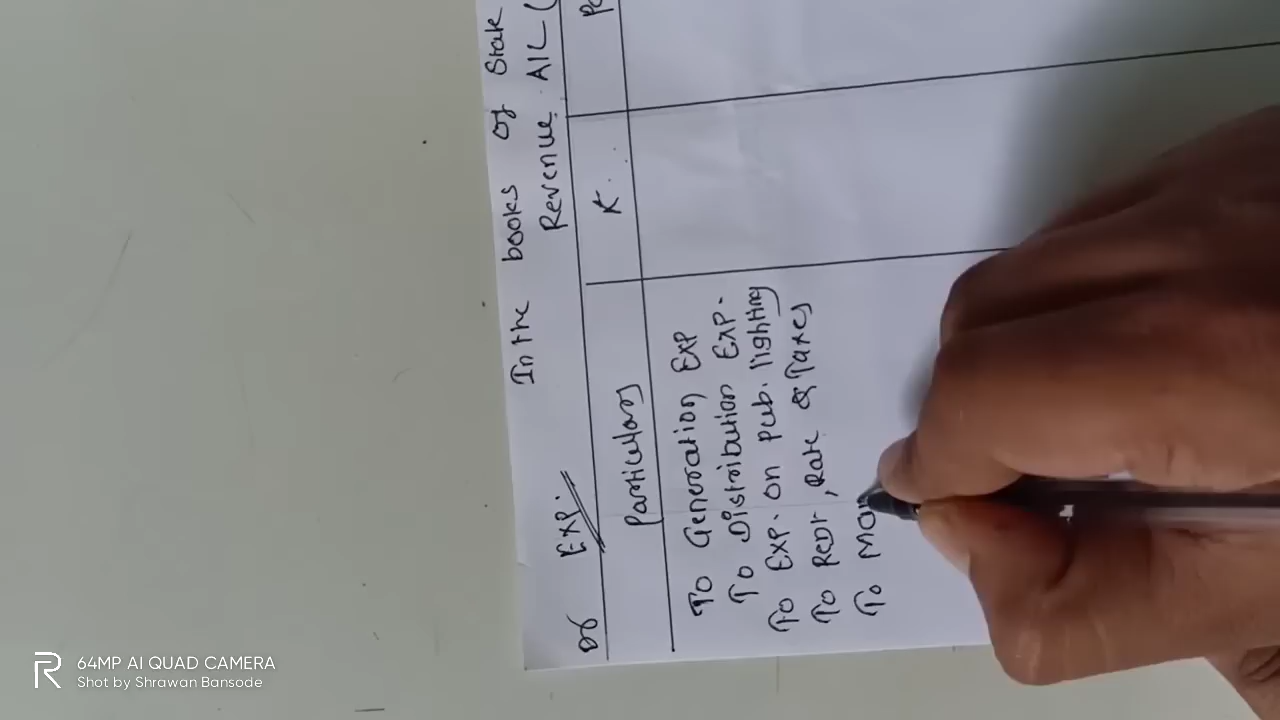 In the books of State
Revenue A/C (
Dr EXP.
Particulars K.
To Generation EXP
To Distribution EXP.
To EXP. on pub. lighting
To Rent, Rate & Taxes
To Man
64MP AI QUAD CAMERA
Shot by Shrawan Bansode